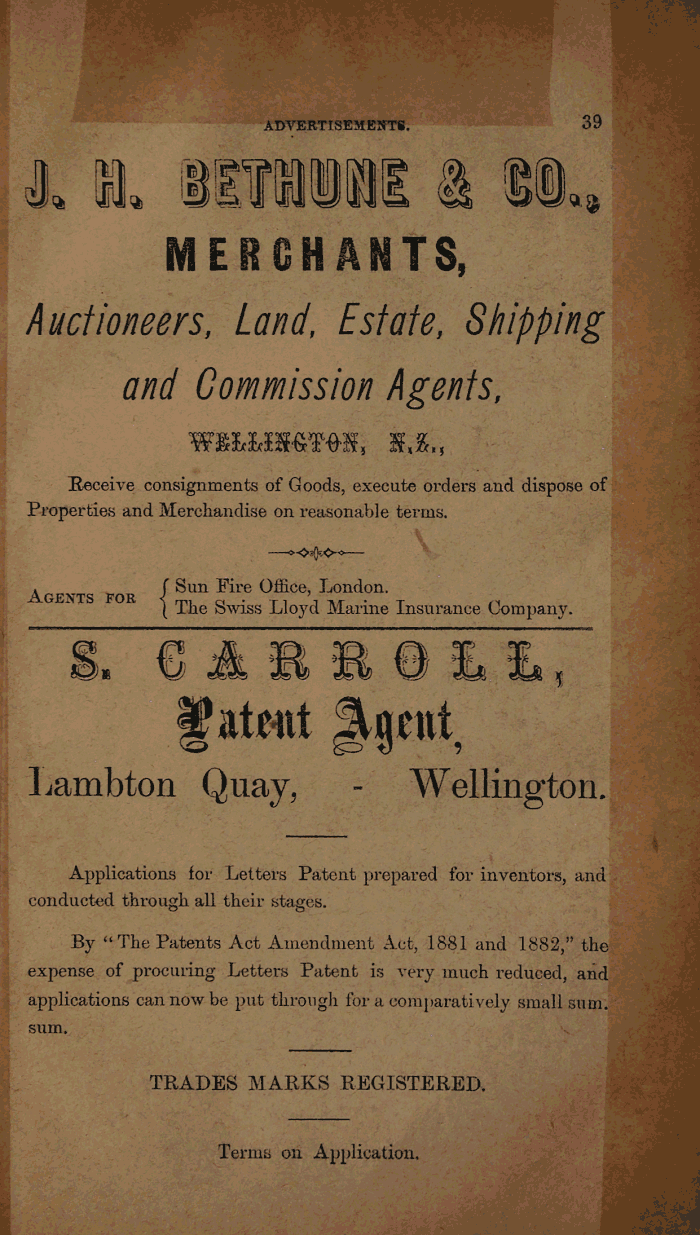 ADVERTISEMENTS. 39
J. H. BETHUNE & CO.,
MERCHANTS,
Auctioneers, Land, Estate, Shipping
and Commission Agents,
WELLINGTON, N.Z.,
Receive consignments of Goods, execute orders and dispose of
Properties and Merchandise on reasonable terms.
AGENTS FOR { Sun Fire Office, London.
The Swiss Lloyd Marine Insurance Company.
S. CARROLL,
Patent Agent,
Lambton Quay, - Wellington.
Applications for Letters Patent prepared for inventors, and
conducted through all their stages.
By "The Patents Act Amendment Act, 1881 and 1882," the
expense of procuring Letters Patent is very much reduced, and
applications can now be put through for a comparatively small sum.
sum.
TRADES MARKS REGISTERED.
Terms on Application.